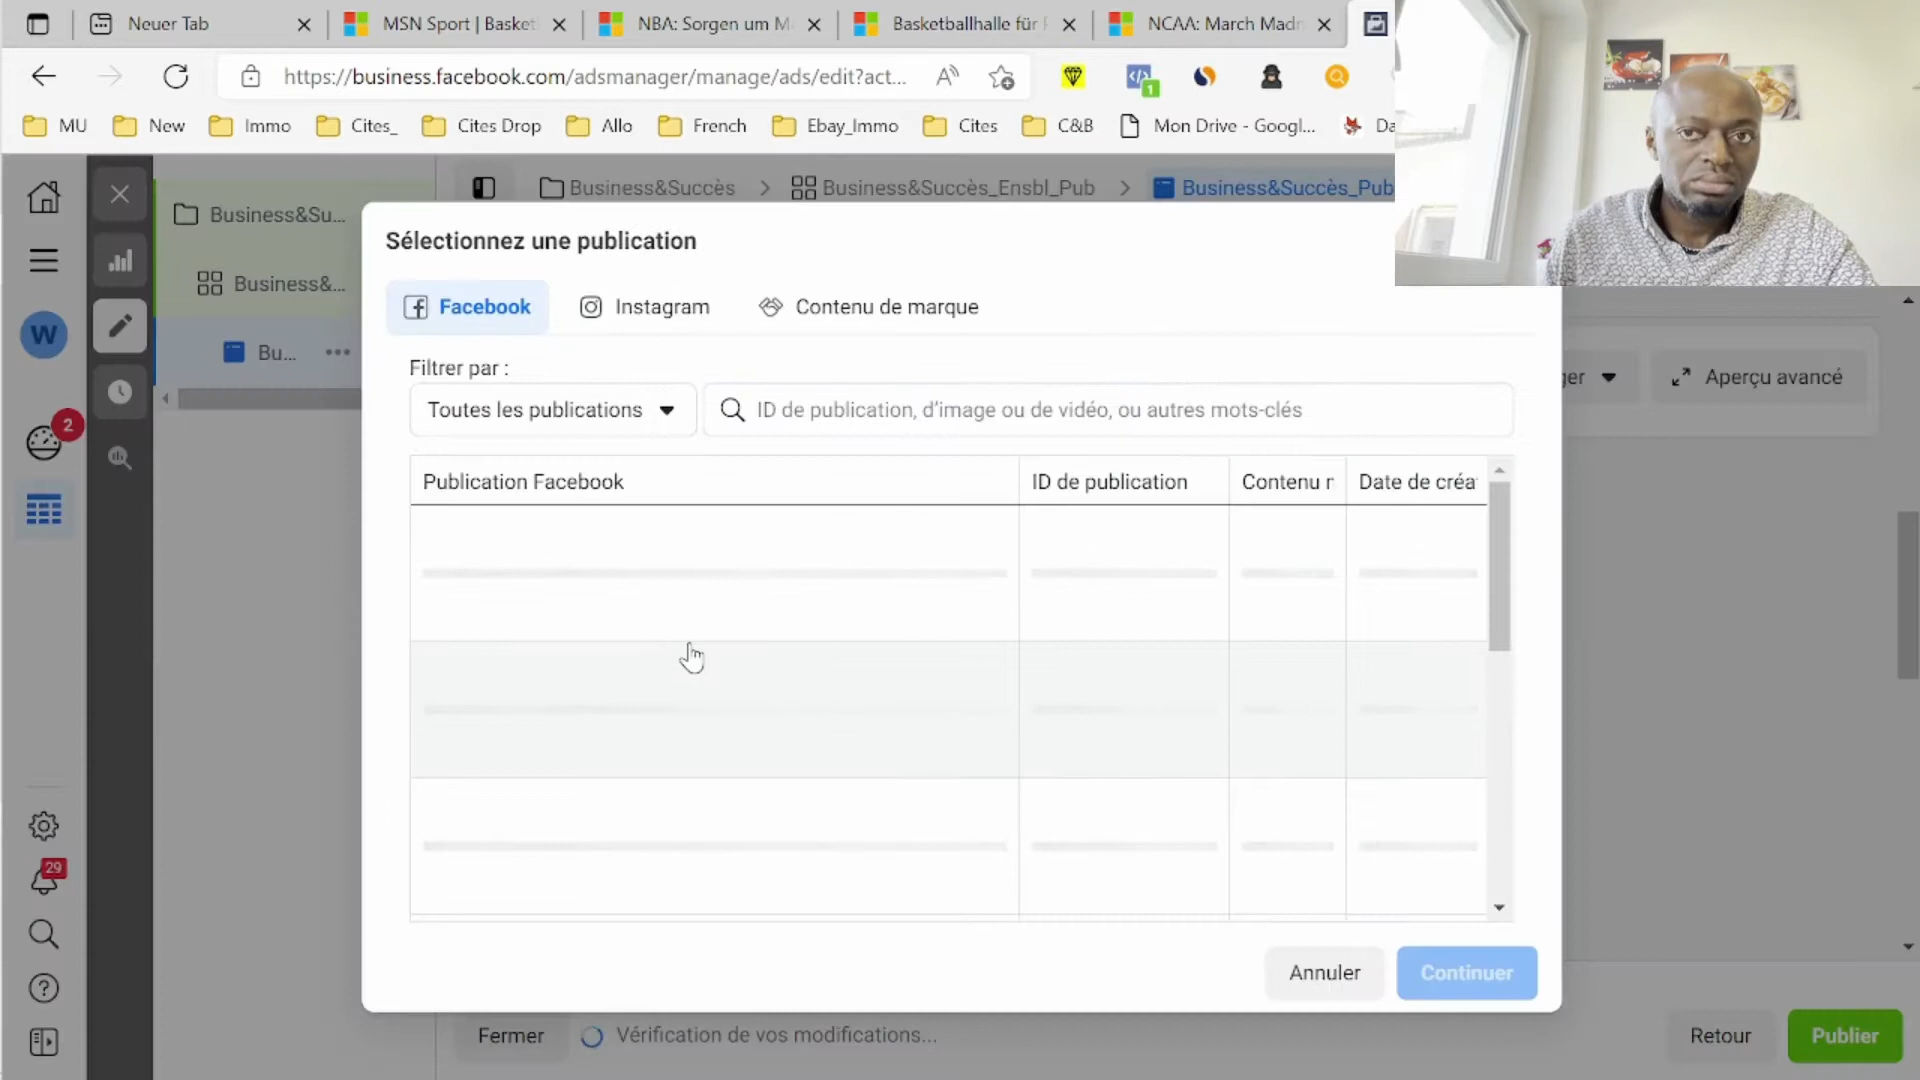 Neuer Tab
MSN Sport | Basket
NBA: Sorgen um M
Basketballhalle für
NCAA: March Madn
https://business.facebook.com/adsmanager/manage/ads/edit?act...
1
MU
New
Immo
Cites_
Cites Drop
Allo
French
Ebay_Immo
Cites
C&B
Mon Drive - Googl...
Da
Business&Succès
Business&Succès_Ensbl_Pub
Business&Succès_Pub
Business&Su...
Business&...
Bu...
W
2
29
Sélectionnez une publication
Facebook
Instagram
Contenu de marque
Filtrer par :
Toutes les publications
ID de publication, d'image ou de vidéo, ou autres mots-clés
Publication Facebook
ID de publication
Contenu r
Date de créa
ger
Aperçu avancé
Annuler
Continuer
Fermer
Vérification de vos modifications...
Retour
Publier